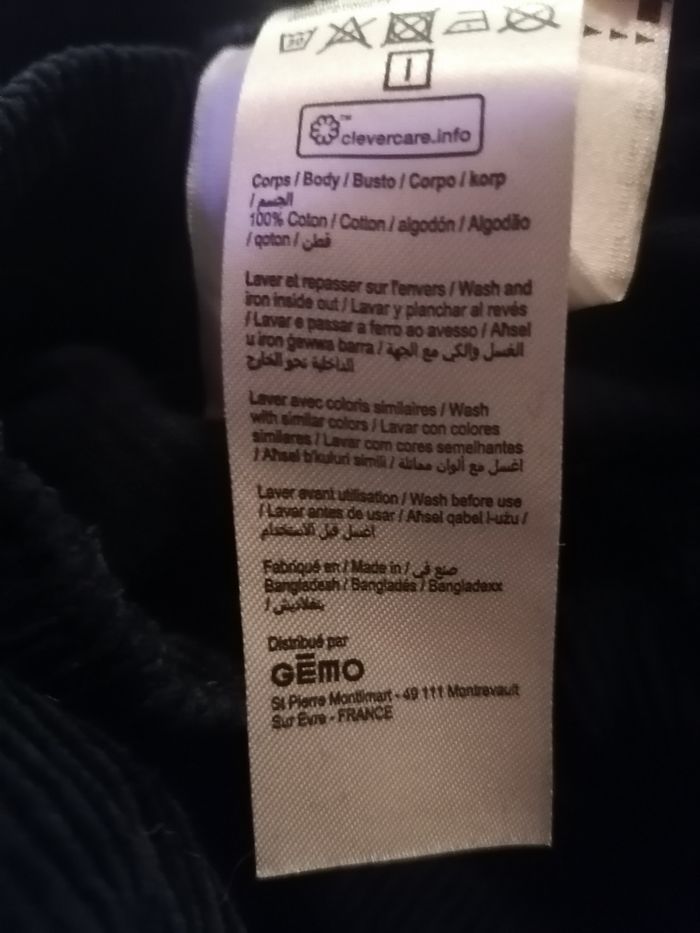 30
clevercare.info
Corps / Body / Busto / Corpo / korp
/ الجسم
100% Coton / Cotton / algodón / Algodão
/ qoton / قطن
Laver et repasser sur l'envers / Wash and
iron inside out / Lavar y planchar al revés
/ Lavar e passar a ferro ao avesso / Aħsel
u iron ġewwa barra / الغسل والكي مع الجهة
الداخلية نحو الخارج
Laver avec coloris similaires / Wash
with similar colors / Lavar con colores
similares / Lavar com cores semelhantes
/ Aħsel b'kuluri simili / اغسل مع ألوان مماثلة
Laver avant utilisation / Wash before use
/ Lavar antes de usar / Aħsel qabel l-użu /
اغسل قبل الاستخدام
Fabriqué en / Made in / صنع في
Bangladesh / Bangladés / Bangladexx
/ بنغلاديش
Distribué par
GÉMO
St Pierre Montlimart - 49 111 Montrevault
Sur Èvre - FRANCE